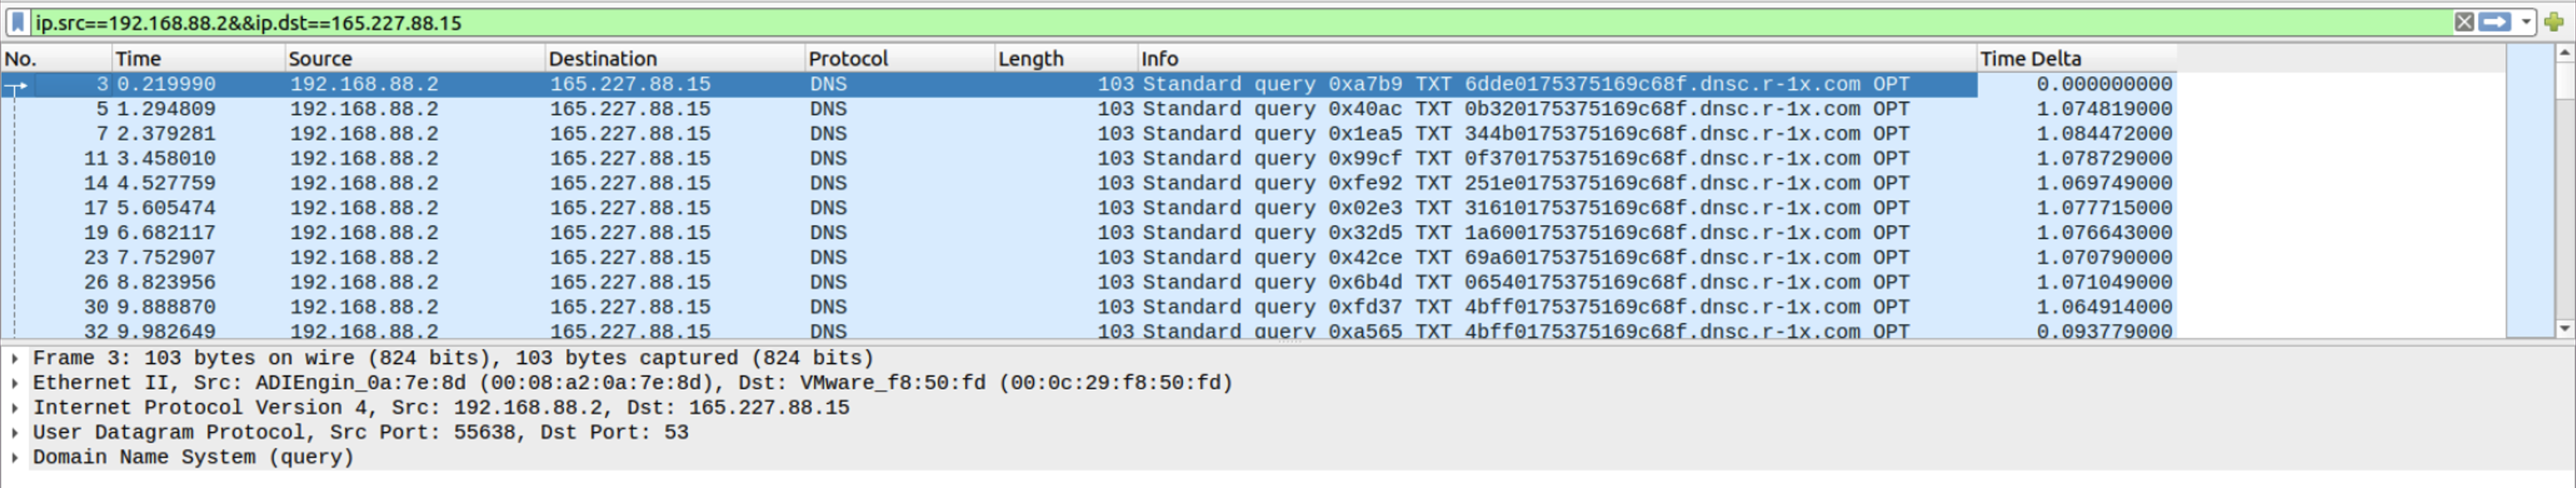 ip.src==192.168.88.2&&ip.dst==165.227.88.15
No. Time Source Destination Protocol Length Info Time Delta
3 0.219990 192.168.88.2 165.227.88.15 DNS 103 Standard query 0xa7b9 TXT 6dde0175375169c68f.dnsc.r-1x.com OPT 0.000000000
5 1.294809 192.168.88.2 165.227.88.15 DNS 103 Standard query 0x40ac TXT 0b320175375169c68f.dnsc.r-1x.com OPT 1.074819000
7 2.379281 192.168.88.2 165.227.88.15 DNS 103 Standard query 0x1ea5 TXT 344b0175375169c68f.dnsc.r-1x.com OPT 1.084472000
11 3.458010 192.168.88.2 165.227.88.15 DNS 103 Standard query 0x99cf TXT 0f370175375169c68f.dnsc.r-1x.com OPT 1.078729000
14 4.527759 192.168.88.2 165.227.88.15 DNS 103 Standard query 0xfe92 TXT 251e0175375169c68f.dnsc.r-1x.com OPT 1.069749000
17 5.605474 192.168.88.2 165.227.88.15 DNS 103 Standard query 0x02e3 TXT 31610175375169c68f.dnsc.r-1x.com OPT 1.077715000
19 6.682117 192.168.88.2 165.227.88.15 DNS 103 Standard query 0x32d5 TXT 1a600175375169c68f.dnsc.r-1x.com OPT 1.076643000
23 7.752907 192.168.88.2 165.227.88.15 DNS 103 Standard query 0x42ce TXT 69a60175375169c68f.dnsc.r-1x.com OPT 1.070790000
26 8.823956 192.168.88.2 165.227.88.15 DNS 103 Standard query 0x6b4d TXT 06540175375169c68f.dnsc.r-1x.com OPT 1.071049000
30 9.888870 192.168.88.2 165.227.88.15 DNS 103 Standard query 0xfd37 TXT 4bff0175375169c68f.dnsc.r-1x.com OPT 1.064914000
32 9.982649 192.168.88.2 165.227.88.15 DNS 103 Standard query 0xa565 TXT 4bff0175375169c68f.dnsc.r-1x.com OPT 0.093779000
Frame 3: 103 bytes on wire (824 bits), 103 bytes captured (824 bits)
Ethernet II, Src: ADIEngin_0a:7e:8d (00:08:a2:0a:7e:8d), Dst: VMware_f8:50:fd (00:0c:29:f8:50:fd)
Internet Protocol Version 4, Src: 192.168.88.2, Dst: 165.227.88.15
User Datagram Protocol, Src Port: 55638, Dst Port: 53
Domain Name System (query)